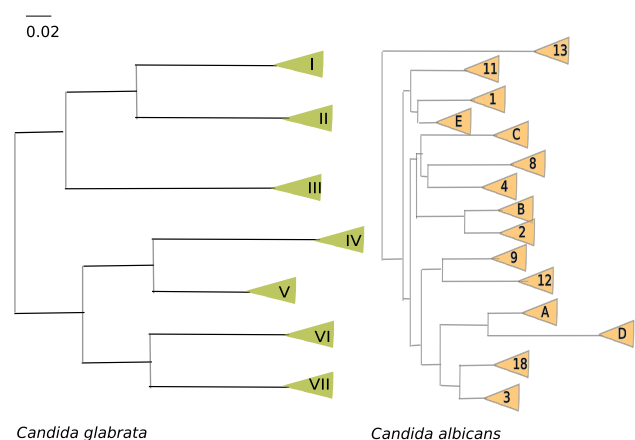 0.02
I
II
III
IV
V
VI
VII
Candida glabrata
13
11
1
E
C
8
4
B
2
9
12
A
D
18
3
Candida albicans